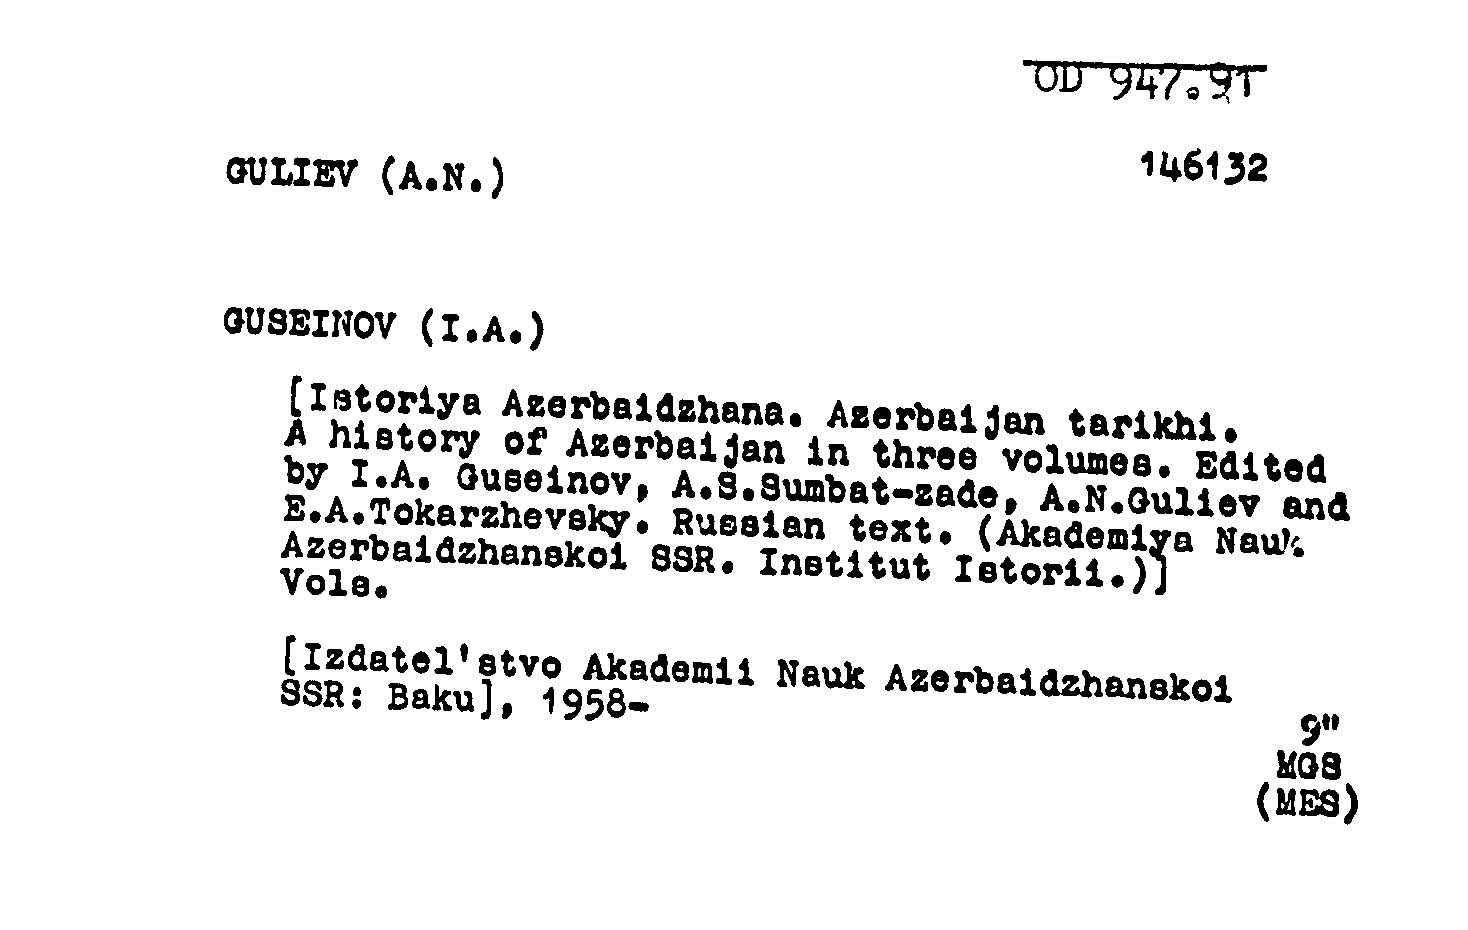 OD 947.91
GULIEV (A.N.)
146132
GUSEINOV (I.A.)
[Istoriya Azerbaidzhana. Azerbaijan tarikhi.
A history of Azerbaijan in three volumes. Edited
by I.A. Guseinov, A.S.Sumbat-zade, A.N.Guliev and
E.A.Tokarzhevsky. Russian text. (Akademiya Nauk
Azerbaidzhanskoi SSR. Institut Istorii.)]
Vols.
[Izdatel'stvo Akademii Nauk Azerbaidzhanskoi
SSR: Baku], 1958-
9"
MGS
(MES)